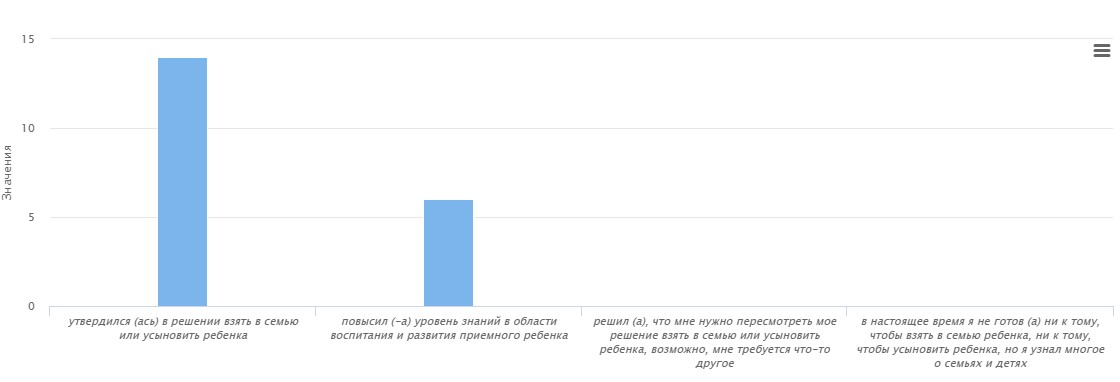 15
10
5
0
Значения
утвердился (ась) в решении взять в семью
или усыновить ребенка
повысил (–а) уровень знаний в области
воспитания и развития приемного ребенка
решил (а), что мне нужно пересмотреть мое
решение взять в семью или усыновить
ребенка, возможно, мне требуется что–то
другое
в настоящее время я не готов (а) ни к тому,
чтобы взять в семью ребенка, ни к тому,
чтобы усыновить ребенка, но я узнал многое
о семьях и детях